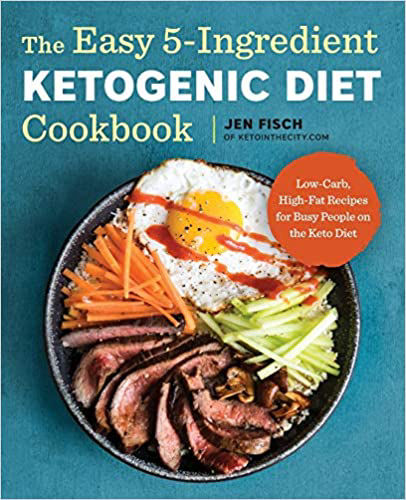 The Easy 5-Ingredient
KETOGENIC DIET
Cookbook
JEN FISCH
OF KETOINTHECITY.COM
Low-Carb,
High-Fat Recipes
for Busy People on
the Keto Diet